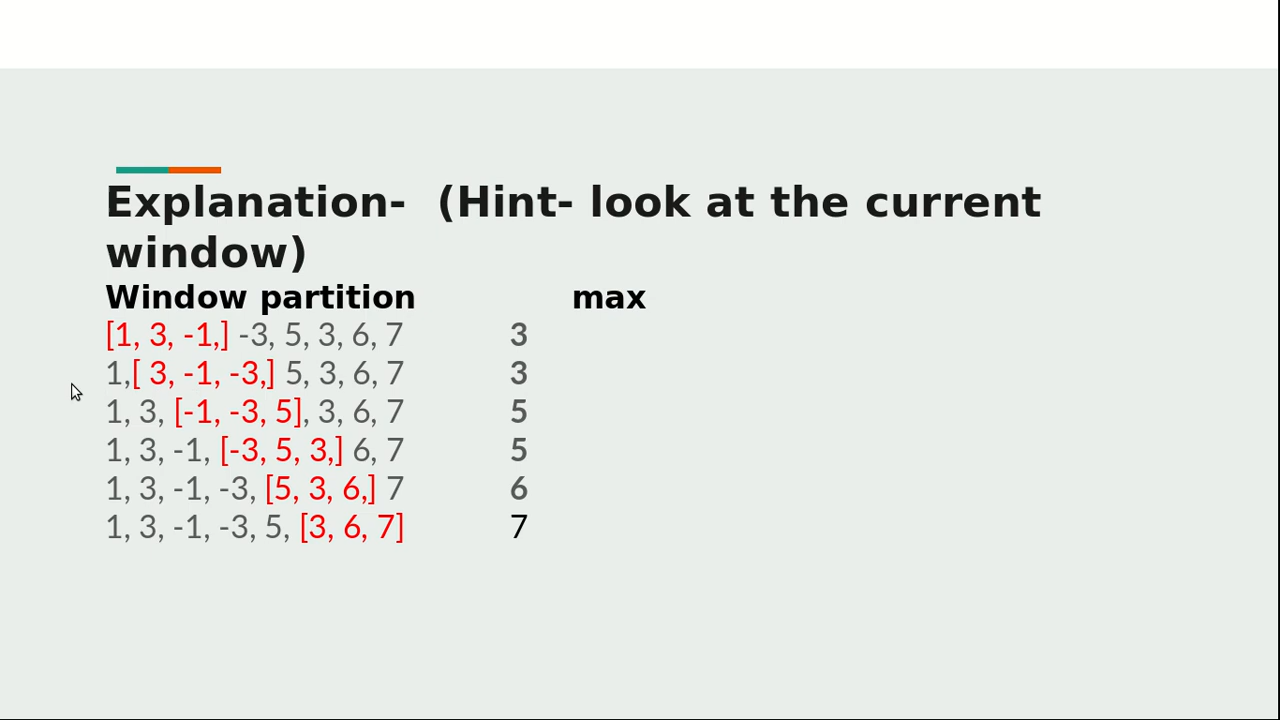 Explanation-  (Hint- look at the current
window)
Window partition max
[1, 3, -1,] -3, 5, 3, 6, 7 3
1,[ 3, -1, -3,] 5, 3, 6, 7 3
1, 3, [-1, -3, 5], 3, 6, 7 5
1, 3, -1, [-3, 5, 3,] 6, 7 5
1, 3, -1, -3, [5, 3, 6,] 7 6
1, 3, -1, -3, 5, [3, 6, 7] 7